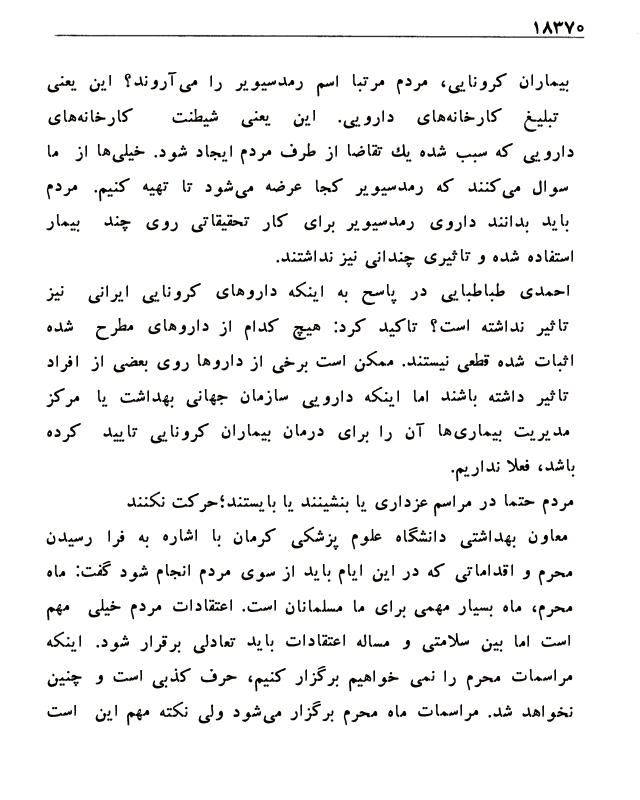 ۱۸۳۷۰
بیماران کرونایی، مردم مرتبا اسم رمدسیویر را می‌آروند؟ این یعنی
تبلیغ کارخانه‌های دارویی. این یعنی شیطنت کارخانه‌های
دارویی که سبب شده یك تقاضا از طرف مردم ایجاد شود. خیلی‌ها از ما
سوال می‌کنند که رمدسیویر کجا عرضه می‌شود تا تهیه کنیم. مردم
باید بدانند داروی رمدسیویر برای کار تحقیقاتی روی چند بیمار
استفاده شده و تاثیری چندانی نیز نداشتند.
احمدی طباطبایی در پاسخ به اینکه داروهای کرونایی ایرانی نیز
تاثیر نداشته است؟ تاکید کرد: هیچ کدام از داروهای مطرح شده
اثبات شده قطعی نیستند. ممکن است برخی از داروها روی بعضی از افراد
تاثیر داشته باشند اما اینکه دارویی سازمان جهانی بهداشت یا مرکز
مدیریت بیماری‌ها آن را برای درمان بیماران کرونایی تایید کرده
باشد، فعلا نداریم.
مردم حتما در مراسم عزداری یا بنشینند یا بایستند؛حرکت نکنند
معاون بهداشتی دانشگاه علوم پزشکی کرمان با اشاره به فرا رسیدن
محرم و اقداماتی که در این ایام باید از سوی مردم انجام شود گفت: ماه
محرم، ماه بسیار مهمی برای ما مسلمانان است. اعتقادات مردم خیلی مهم
است اما بین سلامتی و مساله اعتقادات باید تعادلی برقرار شود. اینکه
مراسمات محرم را نمی خواهیم برگزار کنیم، حرف کذبی است و چنین
نخواهد شد. مراسمات ماه محرم برگزار می‌شود ولی نکته مهم این است